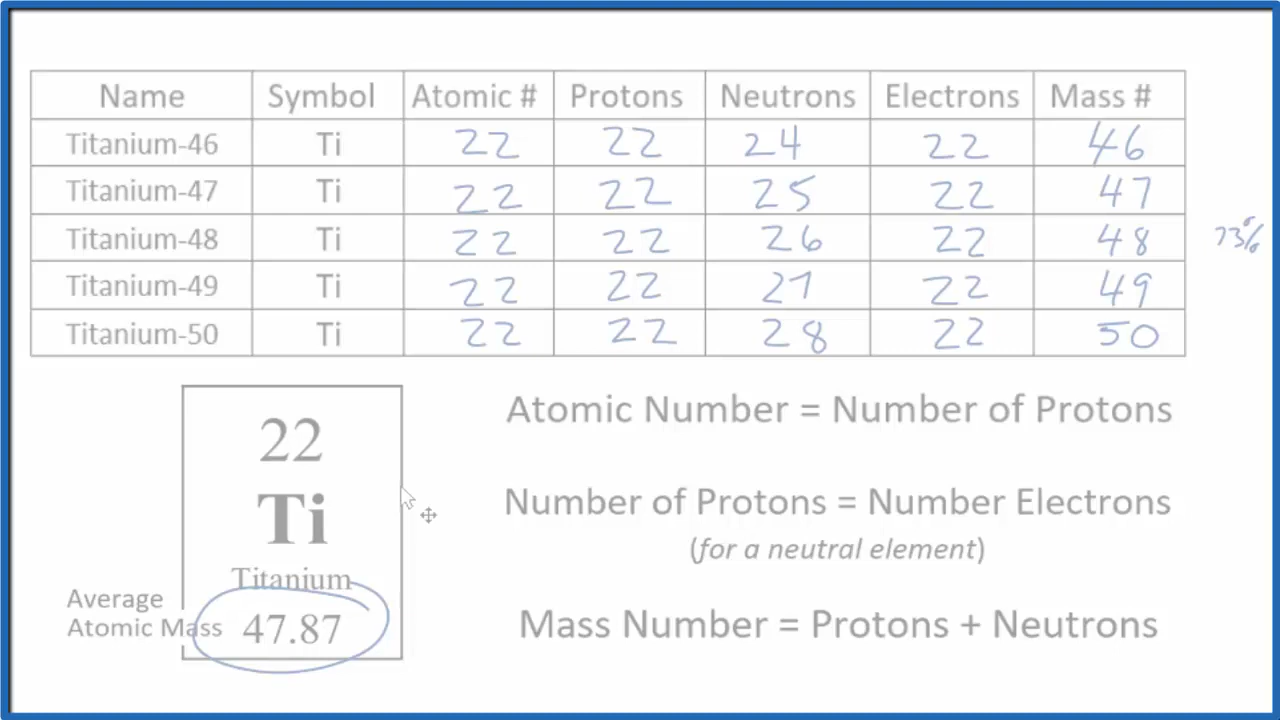 Name Symbol Atomic # Protons Neutrons Electrons Mass #
Titanium-46 Ti 22 22 24 22 46
Titanium-47 Ti 22 22 25 22 47
Titanium-48 Ti 22 22 26 22 48 73%
Titanium-49 Ti 22 22 27 22 49
Titanium-50 Ti 22 22 28 22 50
22
Ti
Titanium
Average
Atomic Mass 47.87
Atomic Number = Number of Protons
Number of Protons = Number Electrons
(for a neutral element)
Mass Number = Protons + Neutrons